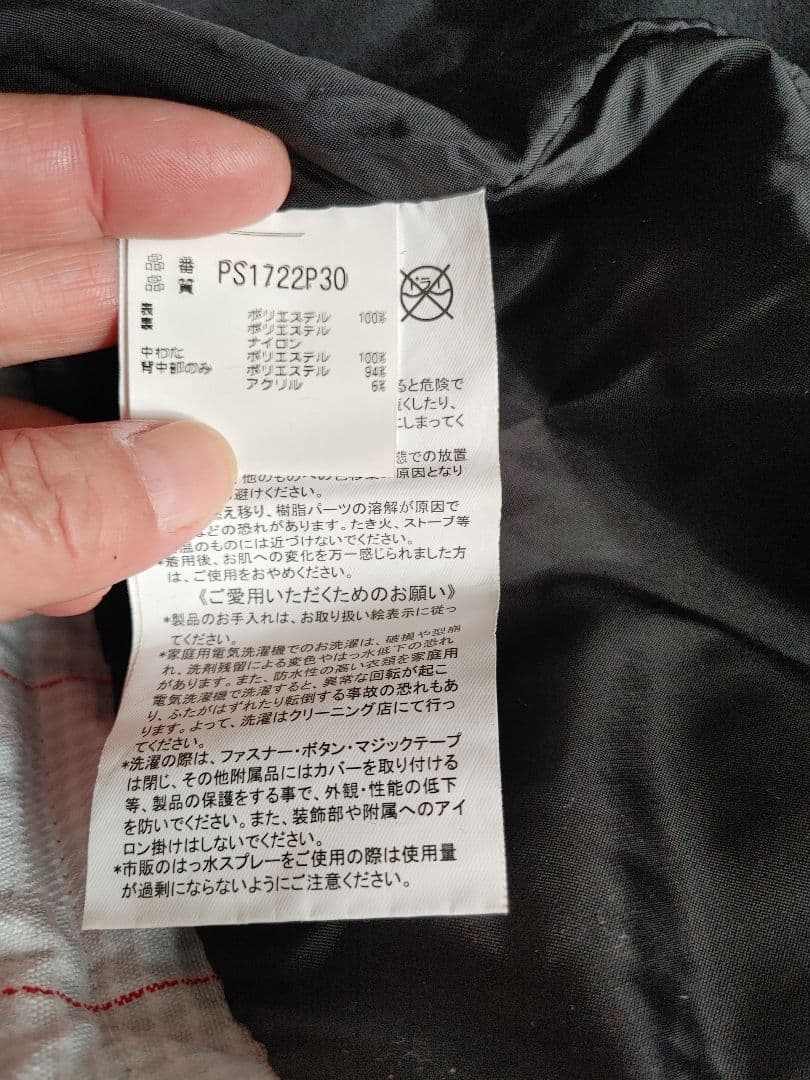 品番 PS1722P30
品質
表 ポリエステル 100%
裏 ポリエステル
ナイロン
中わた ポリエステル 100%
背中部のみ ポリエステル 94%
アクリル 6%
ドライ
ると危険で
くしたり、
にしまってく
態での放置
他のものへの色移 原因となり
避けください。
え移り、樹脂パーツの溶解が原因で
などの恐れがあります。たき火、ストーブ等
温のものには近づけないでください。
*着用後、お肌への変化を万一感じられました方
は、ご使用をおやめください。
《ご愛用いただくためのお願い》
*製品のお手入れは、お取り扱い絵表示に従っ
てください。
*家庭用電気洗濯機でのお洗濯は、破損や型崩
れ、洗剤残留による変色やはっ水低下の恐れ
があります。また、防水性の高い衣類を家庭用
電気洗濯機で洗濯すると、異常な回転が起こ
り、ふたがはずれたり転倒する事故の恐れもあ
ります。よって、洗濯はクリーニング店にて行っ
てください。
*洗濯の際は、ファスナー・ボタン・マジックテープ
は閉じ、その他附属品にはカバーを取り付ける
等、製品の保護をする事で、外観・性能の低下
を防いでください。また、装飾部や附属へのアイ
ロン掛けはしないでください。
*市販のはっ水スプレーをご使用の際は使用量
が過剰にならないようにご注意ください。